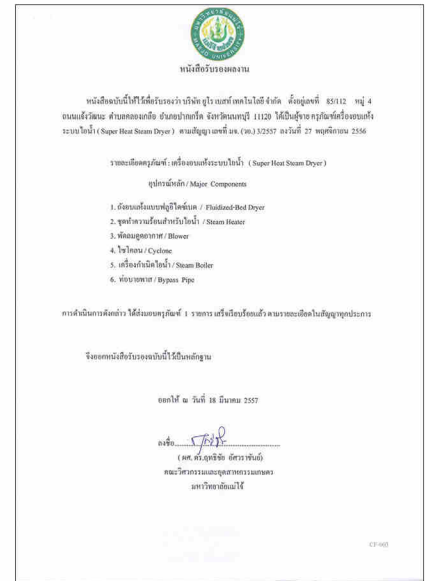 มหาวิทยาลัยแม่โจ้
MAEJO UNIVERSITY
หนังสือรับรองผลงาน
หนังสือฉบับนี้ให้ไว้เพื่อรับรองว่า บริษัท ยูโร เบสท์ เทคโนโลยี จำกัด ตั้งอยู่เลขที่ 85/112 หมู่ 4
ถนนแจ้งวัฒนะ ตำบลคลองเกลือ อำเภอปากเกร็ด จังหวัดนนทบุรี 11120 ได้เป็นผู้ขาย ครุภัณฑ์เครื่องอบแห้ง
ระบบไอน้ำ ( Super Heat Steam Dryer ) ตามสัญญา เลขที่ มจ. (วอ.) 3/2557 ลงวันที่ 27 พฤศจิกายน 2556
รายละเอียดครุภัณฑ์ : เครื่องอบแห้งระบบไอน้ำ ( Super Heat Steam Dryer )
อุปกรณ์หลัก / Major Components
1. ถังอบแห้งแบบฟลูอิไดซ์เบด / Fluidized-Bed Dryer
2. ชุดทำความร้อนสำหรับไอน้ำ / Steam Heater
3. พัดลมดูดอากาศ / Blower
4. ไซโคลน / Cyclone
5. เครื่องกำเนิดไอน้ำ / Steam Boiler
6. ท่อบายพาส / Bypass Pipe
การดำเนินการดังกล่าว ได้ส่งมอบครุภัณฑ์ 1 รายการ เสร็จเรียบร้อยแล้ว ตามรายละเอียดในสัญญาทุกประการ
จึงออกหนังสือรับรองฉบับนี้ไว้เป็นหลักฐาน
ออกให้ ณ วันที่ 18 มีนาคม 2557
ลงชื่อ
( ผศ. ดร.ฤทธิชัย อัศวราชันย์)
คณะวิศวกรรมและอุตสาหกรรมเกษตร
มหาวิทยาลัยแม่โจ้